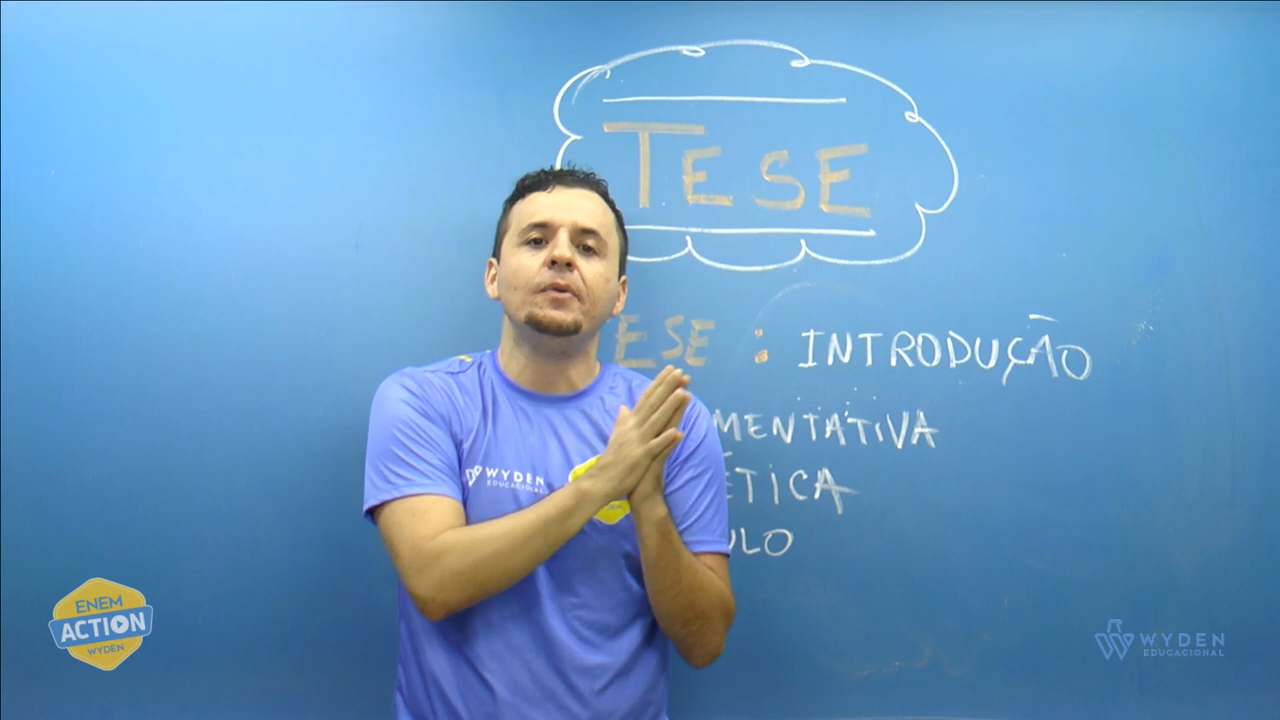 TESE
ESE : INTRODUÇÃO
MENTATIVA
ÉTICA
ULO
WYDEN
EDUCACIONAL
ENEM
ACTION
WYDEN
WYDEN
EDUCACIONAL